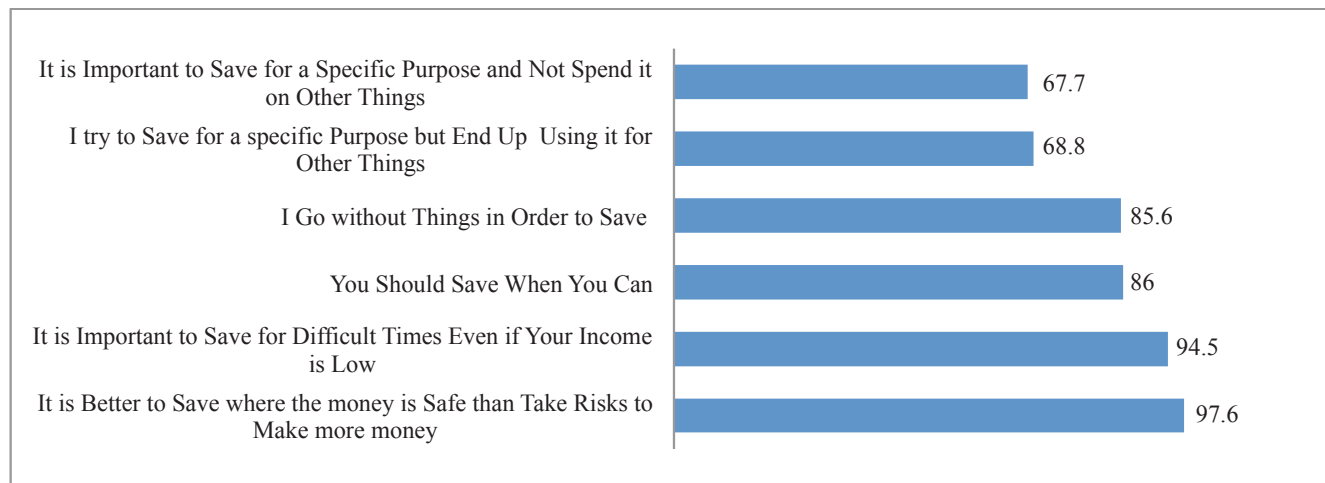 It is Important to Save for a Specific Purpose and Not Spend it
on Other Things
67.7
I try to Save for a specific Purpose but End Up  Using it for
Other Things
68.8
I Go without Things in Order to Save
85.6
You Should Save When You Can
86
It is Important to Save for Difficult Times Even if Your Income
is Low
94.5
It is Better to Save where the money is Safe than Take Risks to
Make more money
97.6